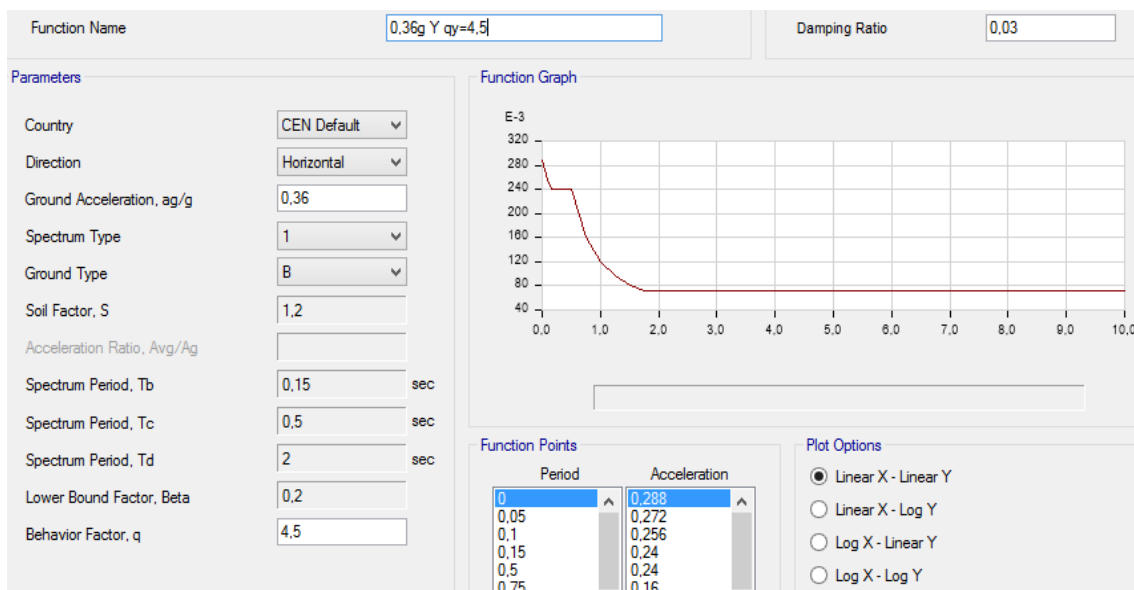 Function Name 0,36g Y qy=4,5
Damping Ratio 0,03
Parameters
Country CEN Default
Direction Horizontal
Ground Acceleration, ag/g 0,36
Spectrum Type 1
Ground Type B
Soil Factor, S 1,2
Acceleration Ratio, Avg/Ag
Spectrum Period, Tb 0,15 sec
Spectrum Period, Tc 0,5 sec
Spectrum Period, Td 2 sec
Lower Bound Factor, Beta 0,2
Behavior Factor, q 4,5
Function Graph
E-3
320
280
240
200
160
120
80
40
0,0 1,0 2,0 3,0 4,0 5,0 6,0 7,0 8,0 9,0 10,0
Function Points
Period Acceleration
0 0,288
0,05 0,272
0,1 0,256
0,15 0,24
0,5 0,24
0,75 0,16
Plot Options
Linear X - Linear Y
Linear X - Log Y
Log X - Linear Y
Log X - Log Y